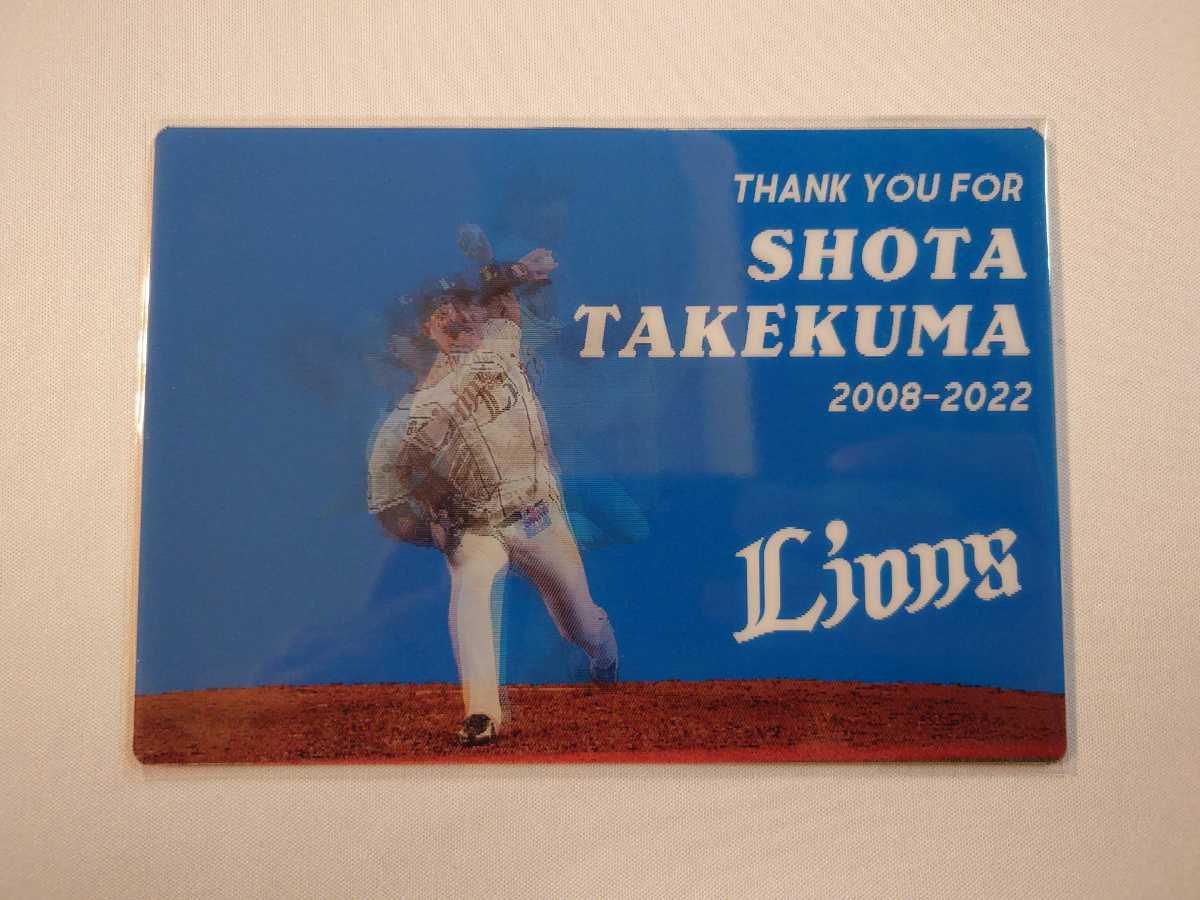 THANK YOU FOR
SHOTA
TAKEKUMA
2008-2022
Lions